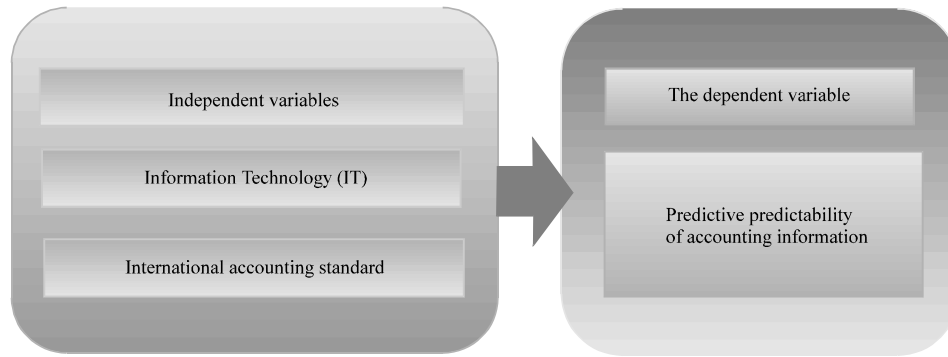 Independent variables
Information Technology (IT)
International accounting standard
The dependent variable
Predictive predictability
of accounting information